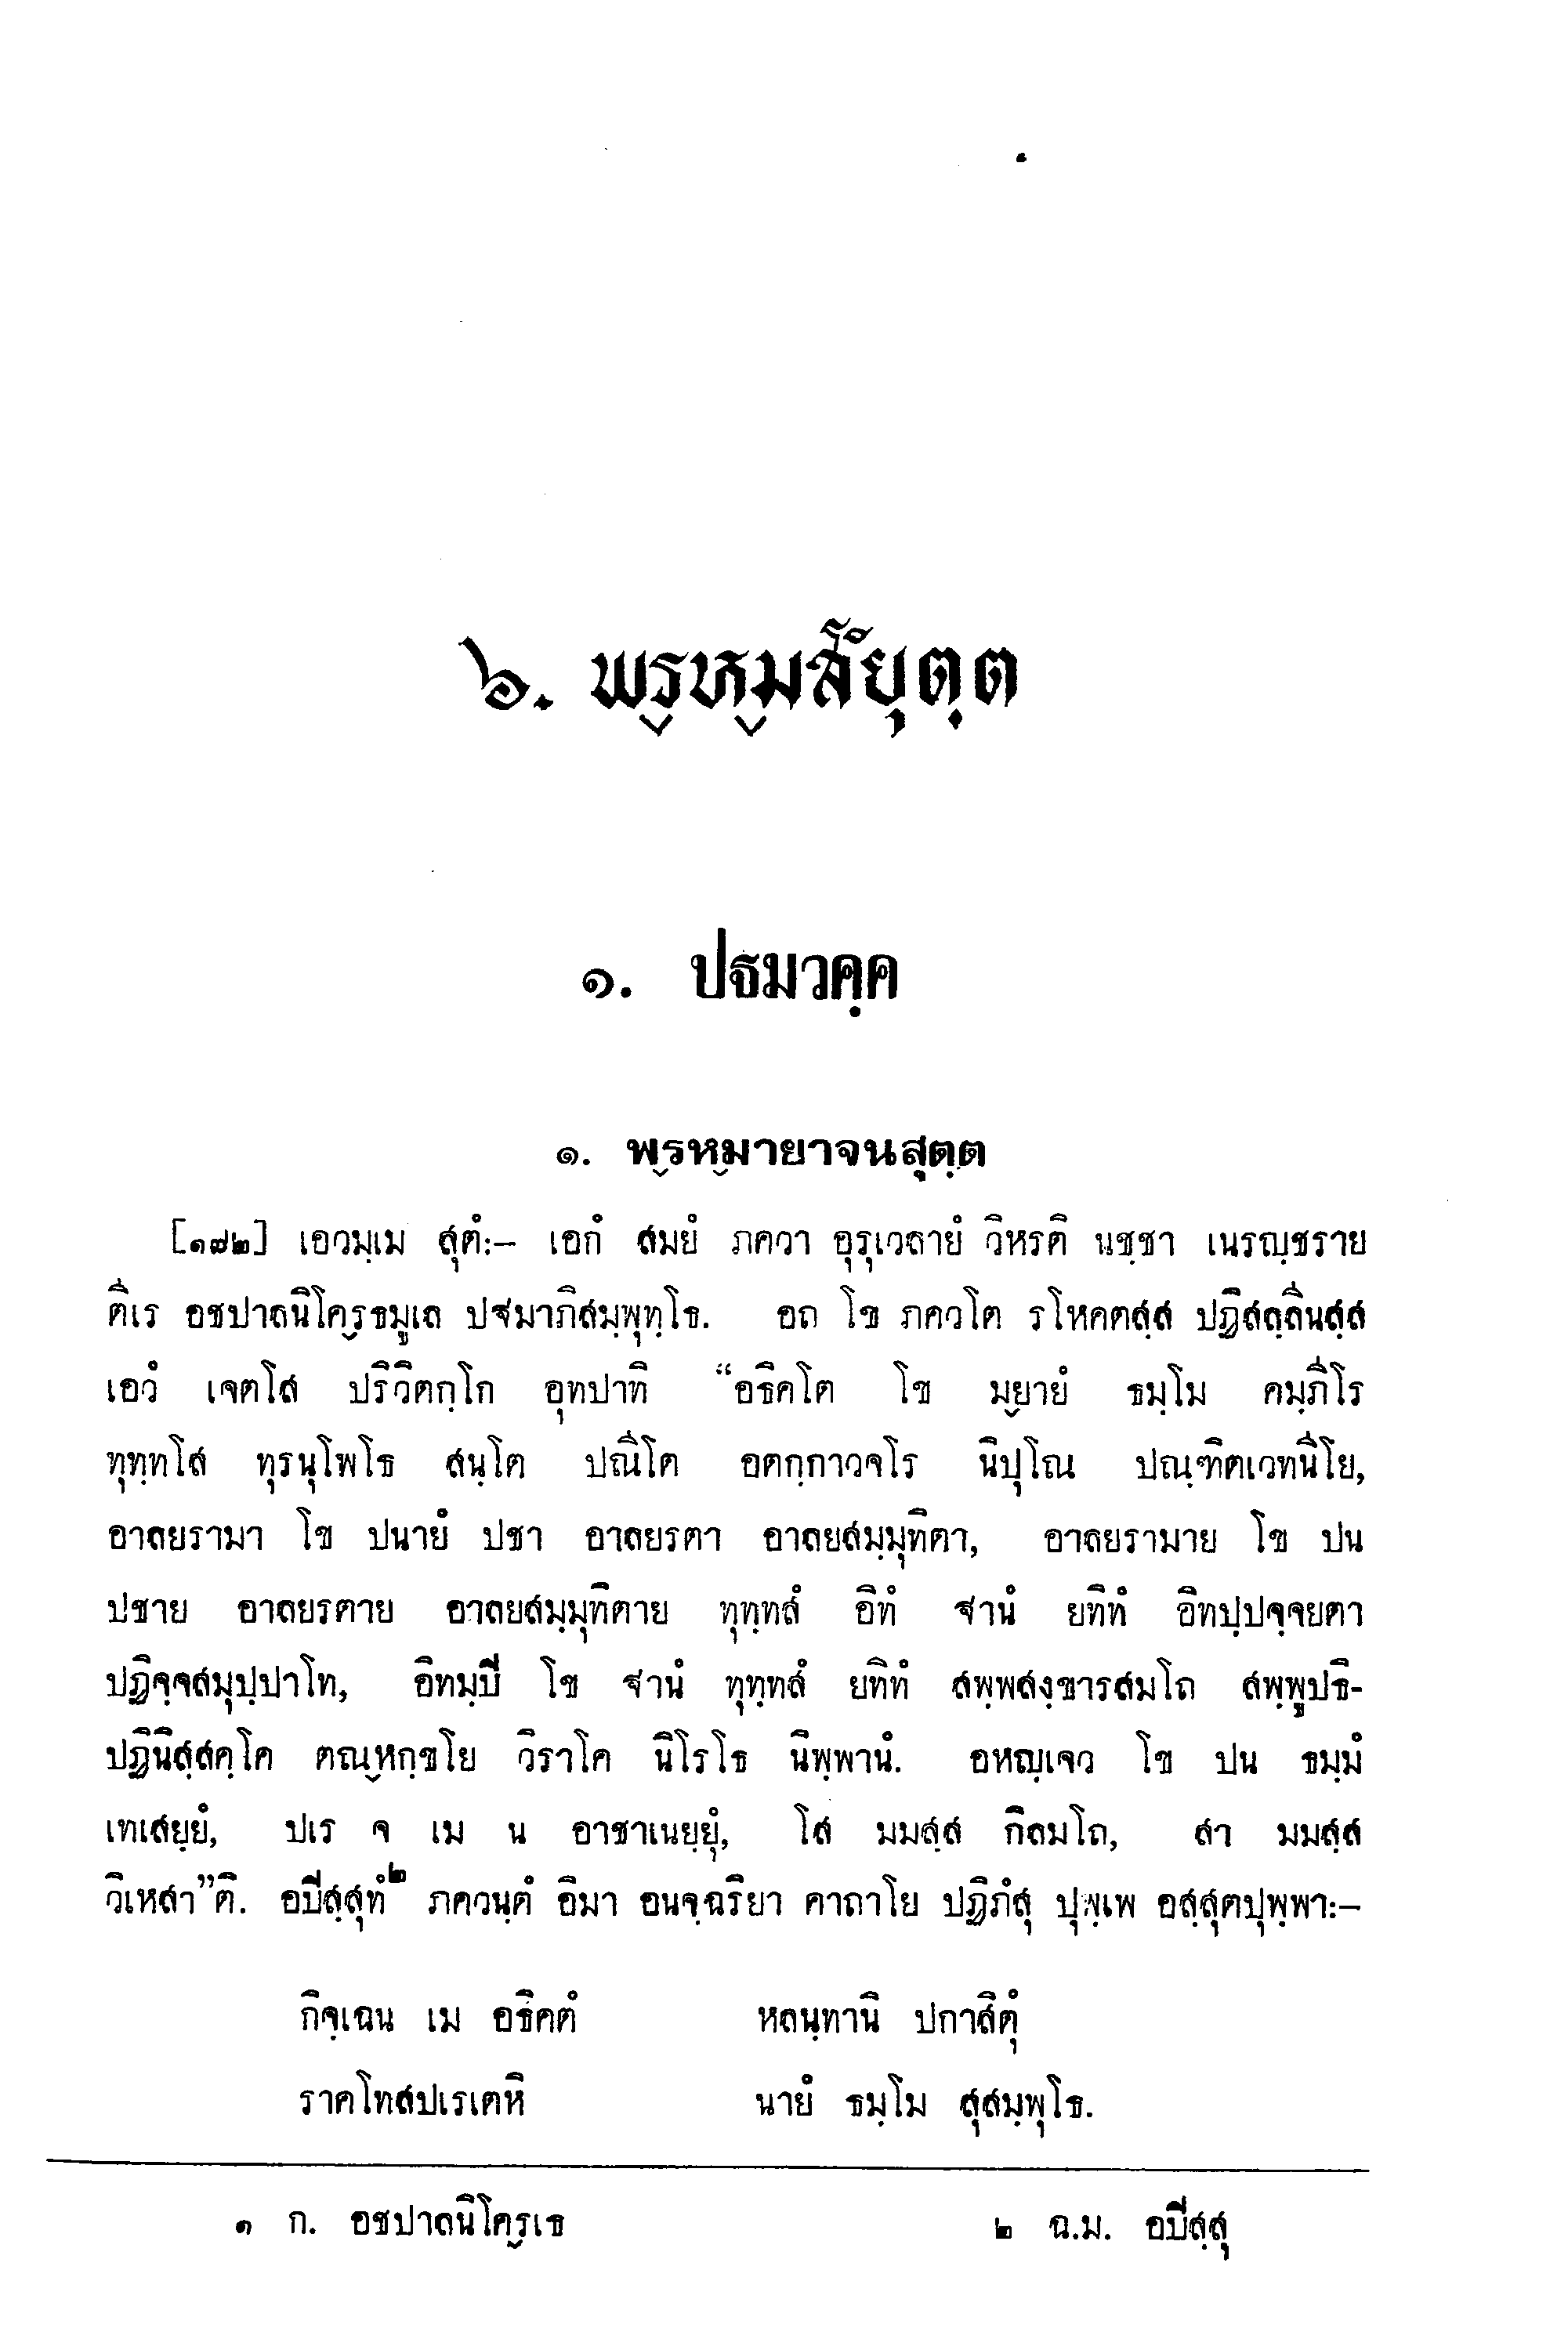 ๖. พ๎รห๎มสํยุตฺต
๑. ปฐมวคฺค
๑. พ๎รห๎มายาจนสุตฺต
[๑๗๒] เอวมฺเม สุตํ:– เอกํ สมยํ ภควา อุรุเวลายํ วิหรติ นชฺชา เนรญฺชราย
ตีเร อชปาลนิโค๎รธมูเล ปฐมาภิสมฺพุทฺโธ. อถ โข ภควโต รโหคตสฺส ปฏิสลฺลีนสฺส
เอวํ เจตโส ปริวิตกฺโก อุทปาทิ “อธิคโต โข ม๎ยายํ ธมฺโม คมฺภีโร
ทุทฺทโส ทุรนุโพโธ สนฺโต ปณีโต อตกฺกาวจโร นิปุโณ ปณฺฑิตเวทนีโย,
อาลยรามา โข ปนายํ ปชา อาลยรตา อาลยสมฺมุทิตา, อาลยรามาย โข ปน
ปชาย อาลยรตาย อาลยสมฺมุทิตาย ทุทฺทสํ อิทํ ฐานํ ยทิทํ อิทปฺปจฺจยตา
ปฏิจฺจสมุปฺปาโท, อิทมฺปิ โข ฐานํ ทุทฺทสํ ยทิทํ สพฺพสงฺขารสมโถ สพฺพูปธิ-
ปฏินิสฺสคฺโค ตณ๎หกฺขโย วิราโค นิโรโธ นิพฺพานํ. อหญฺเจว โข ปน ธมฺมํ
เทเสยฺยํ, ปเร จ เม น อาชาเนยฺยุํ, โส มมสฺส กิลมโถ, สา มมสฺส
วิเหสา”ติ. อปิสฺสุทํ๒ ภควนฺตํ อิมา อนจฺฉริยา คาถาโย ปฏิภํสุ ปุพฺเพ อสฺสุตปุพฺพา:–
กิจฺเฉน เม อธิคตํ หลนฺทานิ ปกาสิตุํ
ราคโทสปเรเตหิ นายํ ธมฺโม สุสมฺพุโธ.
๑ ก. อชปาลนิโค๎รเธ ๒ ฉ.ม. อปิสฺสุ